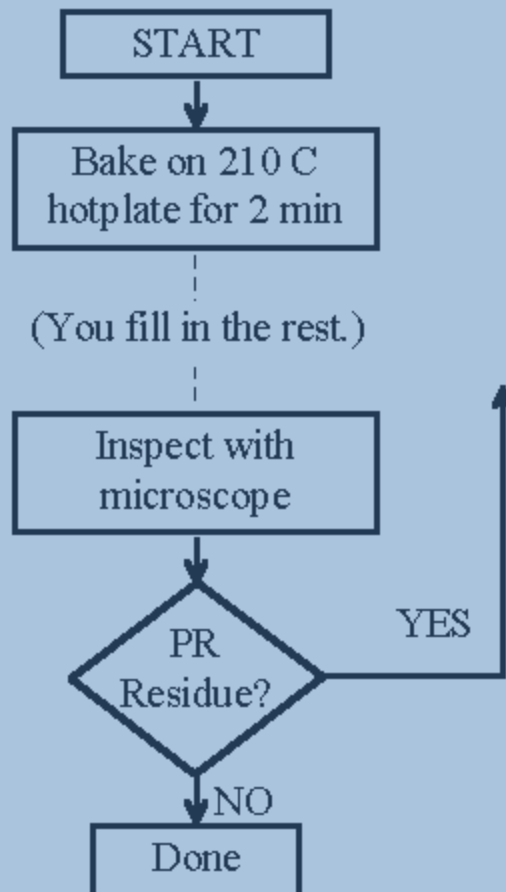 START
Bake on 210 C
hotplate for 2 min
(You fill in the rest.)
Inspect with
microscope
YES
PR
Residue?
NO
Done